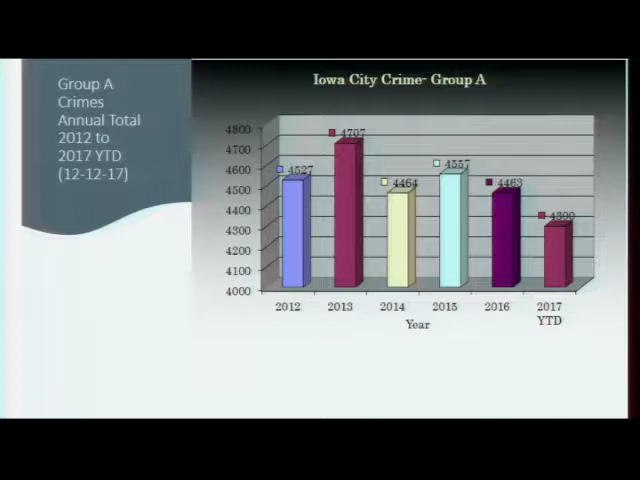 Group A
Crimes
Annual Total
2012 to
2017 YTD
(12-12-17)
Iowa City Crime- Group A
4800
4700
4600
4500
4400
4300
4200
4100
4000
4527
4707
4464
4557
4463
4300
2012
2013
2014
2015
2016
2017
YTD
Year